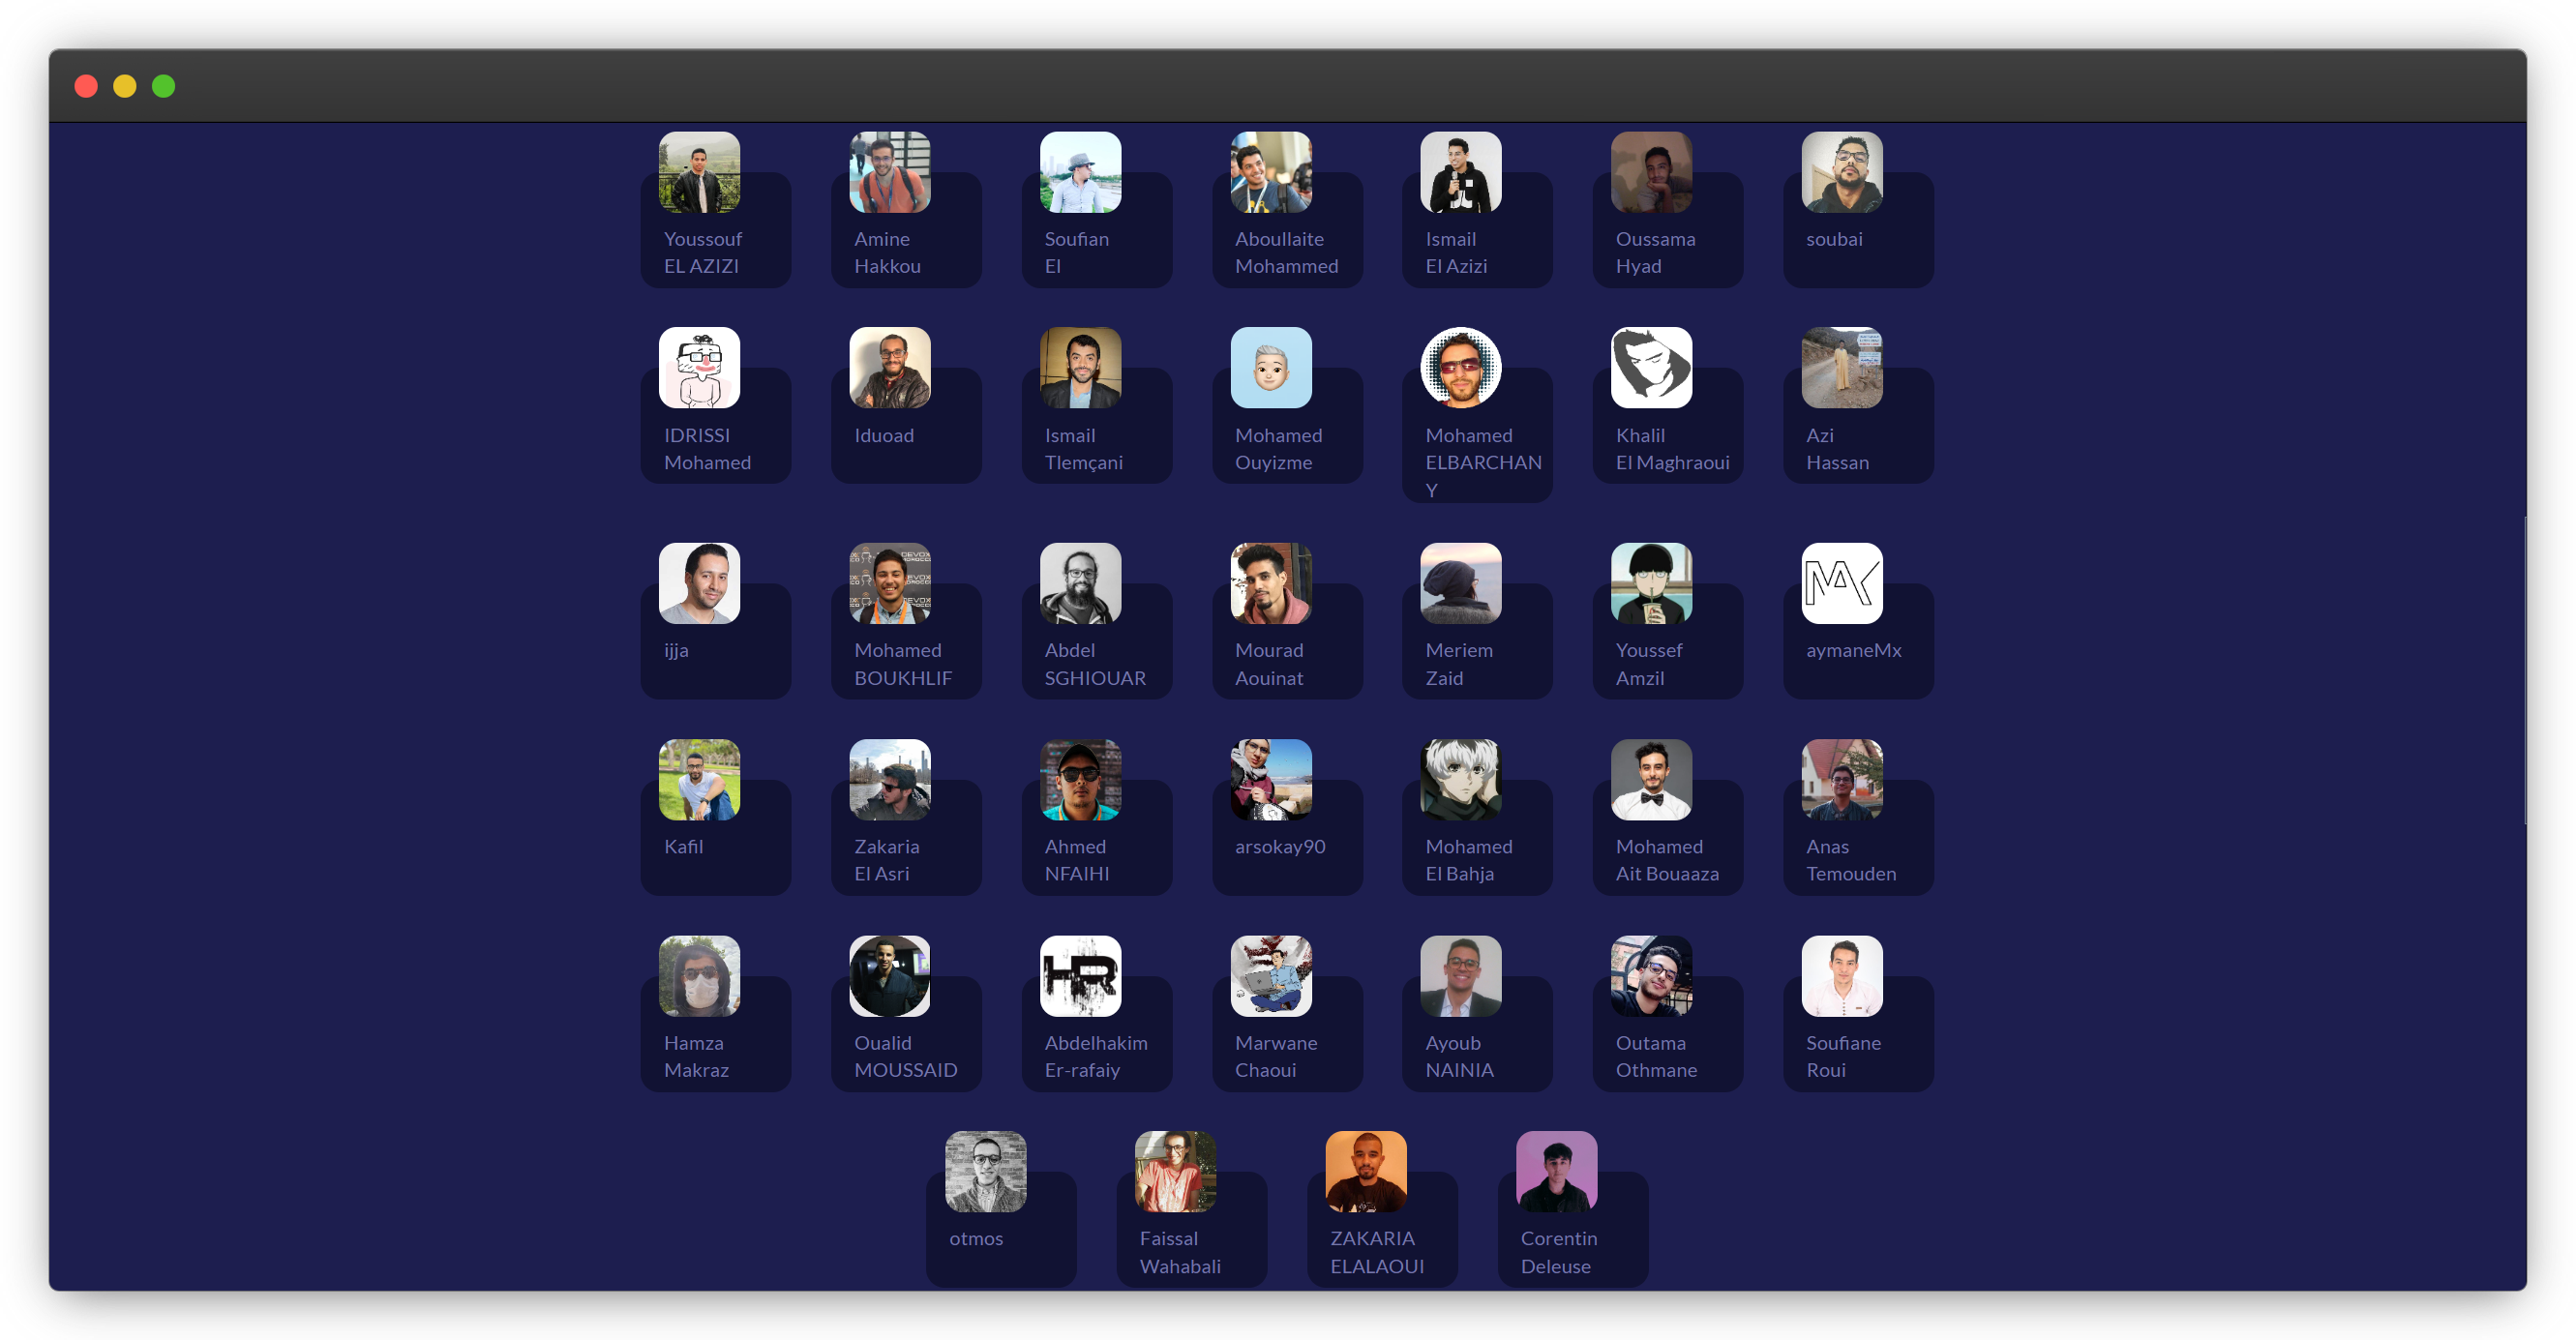 Youssouf
EL AZIZI
Amine
Hakkou
Soufian
El
Aboullaite
Mohammed
Ismail
El Azizi
Oussama
Hyad
soubai
IDRISSI
Mohamed
Iduoad
Ismail
Tlemçani
Mohamed
Ouyizme
Mohamed
ELBARCHAN
Y
Khalil
El Maghraoui
Azi
Hassan
ijja
Mohamed
BOUKHLIF
Abdel
SGHIOUAR
Mourad
Aouinat
Meriem
Zaid
Youssef
Amzil
MAK
aymaneMx
Kafil
Zakaria
El Asri
Ahmed
NFAIHI
arsokay90
Mohamed
El Bahja
Mohamed
Ait Bouaaza
Anas
Temouden
Hamza
Makraz
Oualid
MOUSSAID
HR
Abdelhakim
Er-rafaiy
Marwane
Chaoui
Ayoub
NAINIA
Outama
Othmane
Soufiane
Roui
otmos
Faissal
Wahabali
ZAKARIA
ELALAOUI
Corentin
Deleuse